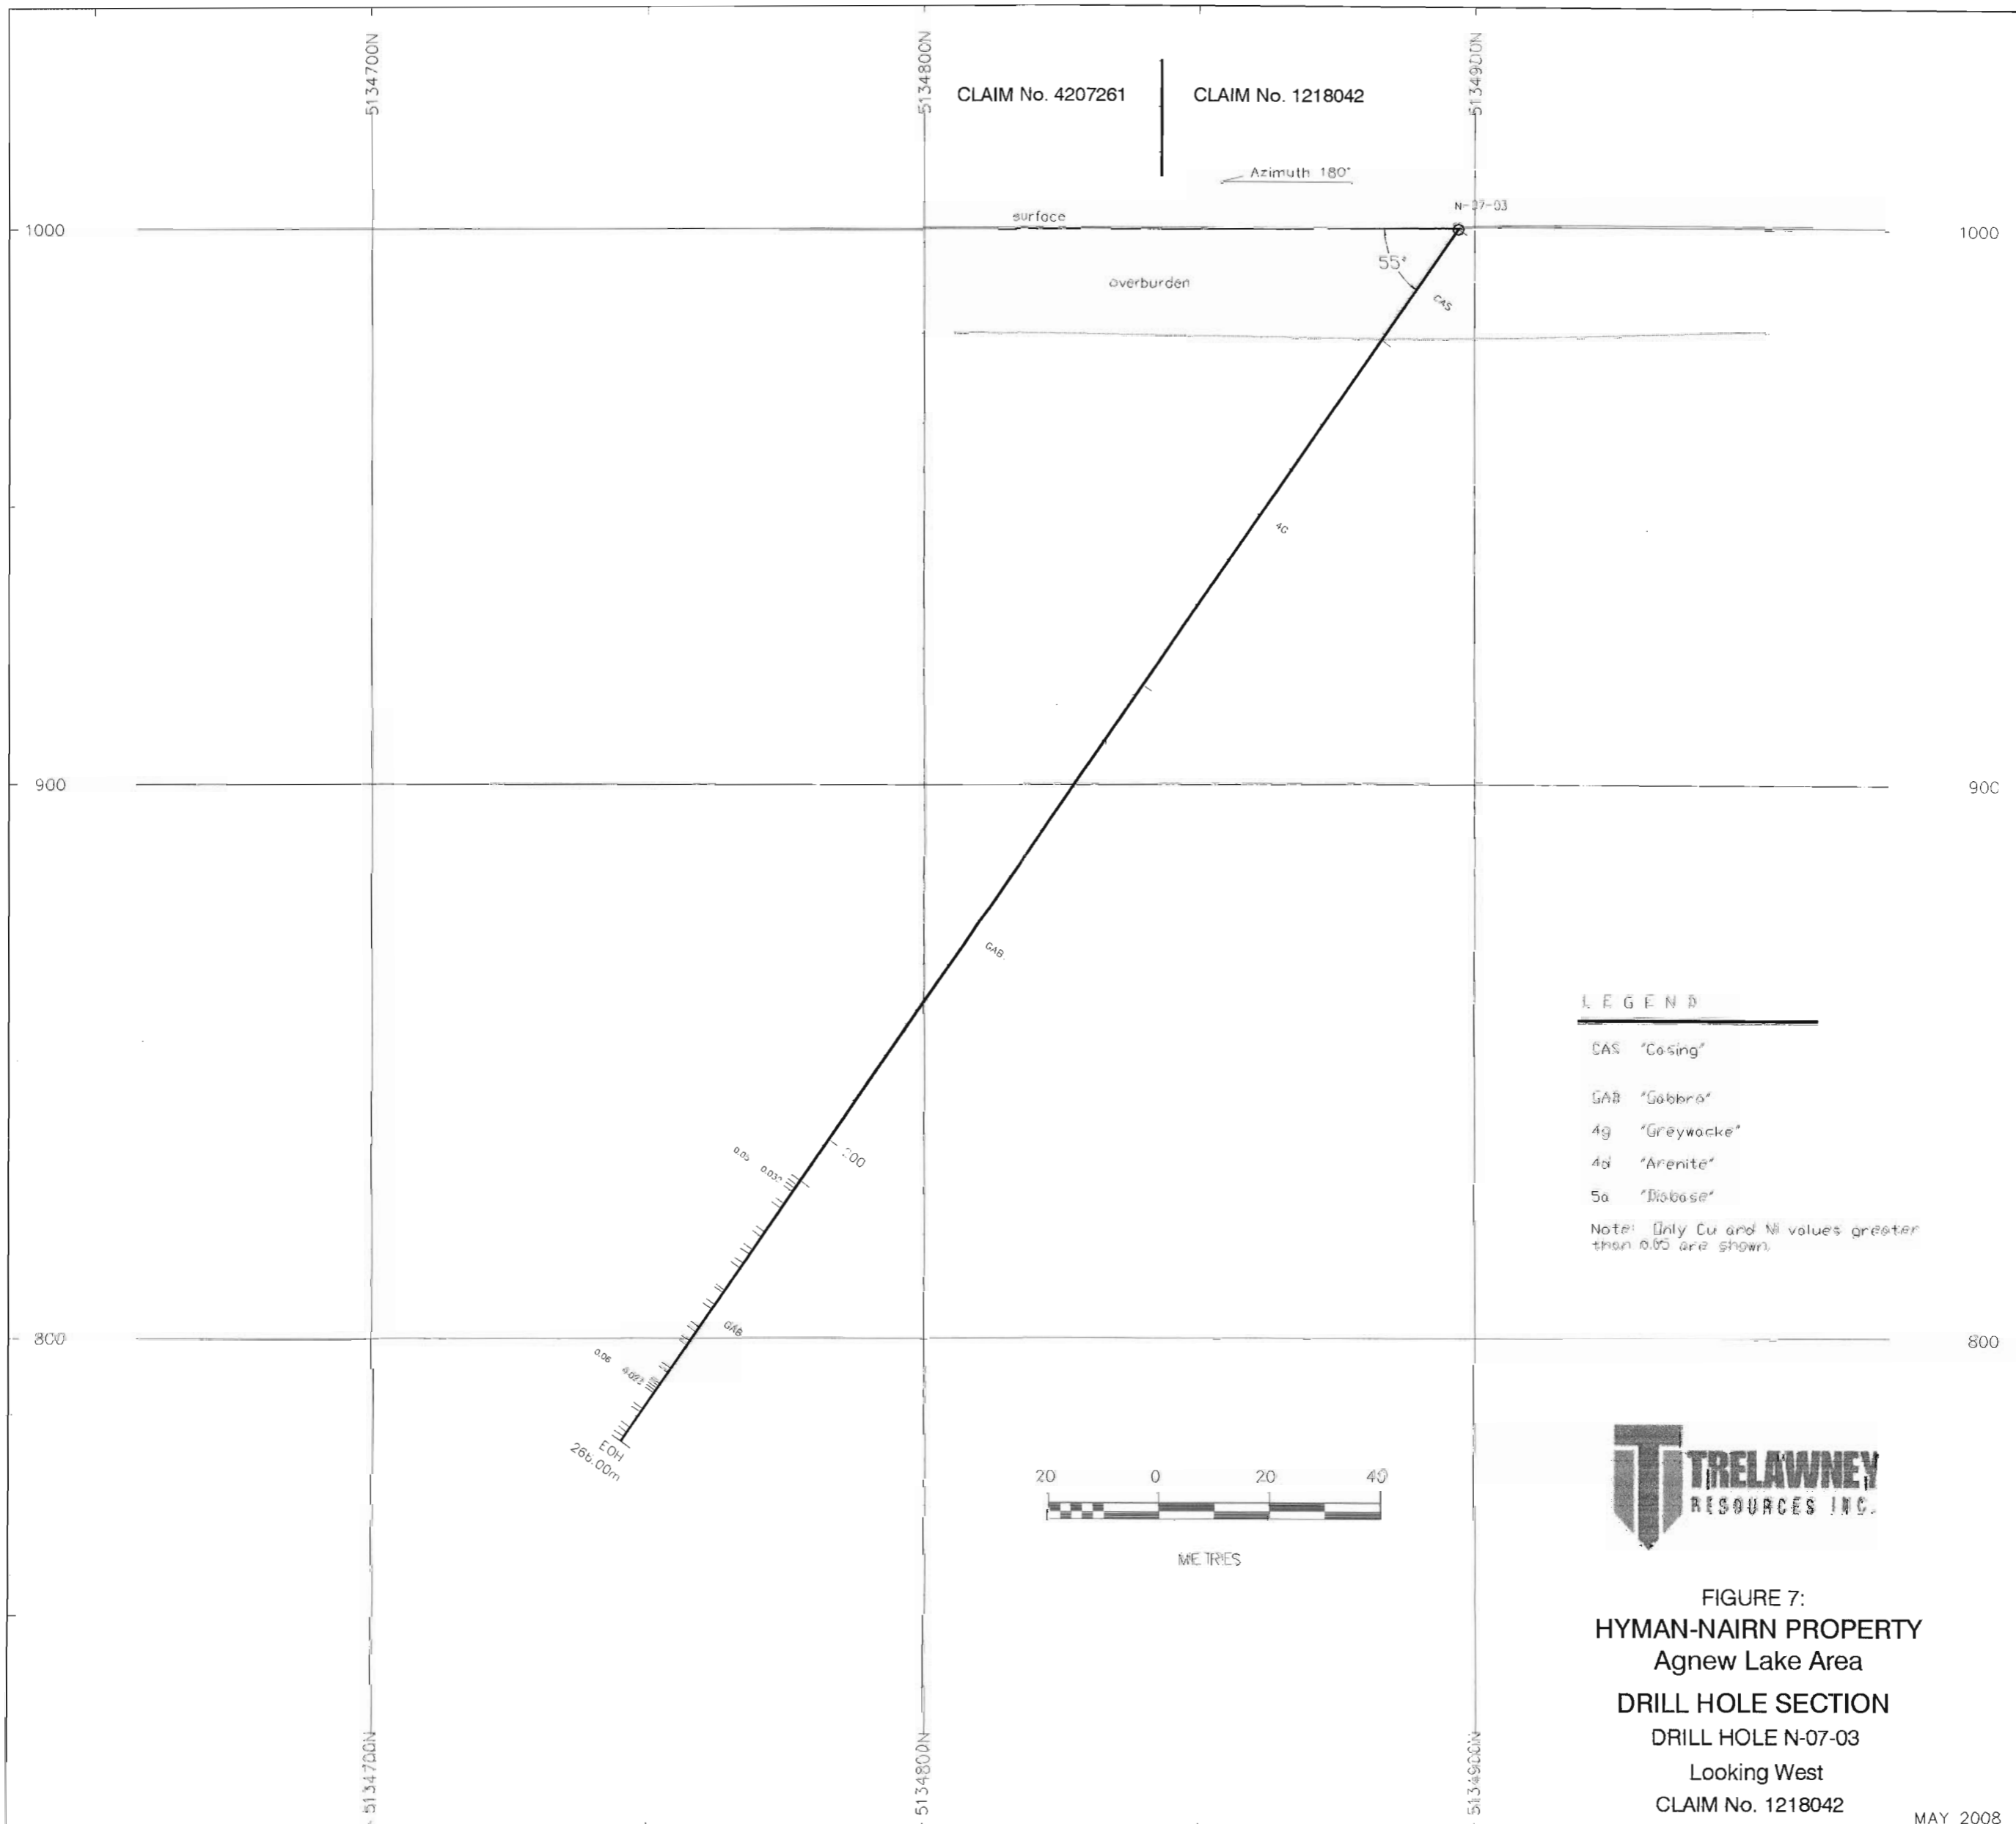 5134700N
5134800N
5134900N
CLAIM No. 4207261
CLAIM No. 1218042
Azimuth 180°
N-07-03
surface
1000
1000
55°
overburden
CAS
4G
900
900
GAB
LEGEND
CAS "Casing"
GAB "Gabbro"
4g "Greywacke"
4d "Arenite"
5a "Diabase"
Note: Only Cu and Ni values greater
than 0.05 are shown.
200
0.05
GAB
800
800
0.06
EOH
266.00m
20 0 20 40
METRES
TRELAWNEY
RESOURCES INC.
FIGURE 7:
HYMAN-NAIRN PROPERTY
Agnew Lake Area
DRILL HOLE SECTION
DRILL HOLE N-07-03
Looking West
CLAIM No. 1218042
5134700N
5134800N
5134900N
MAY 2008